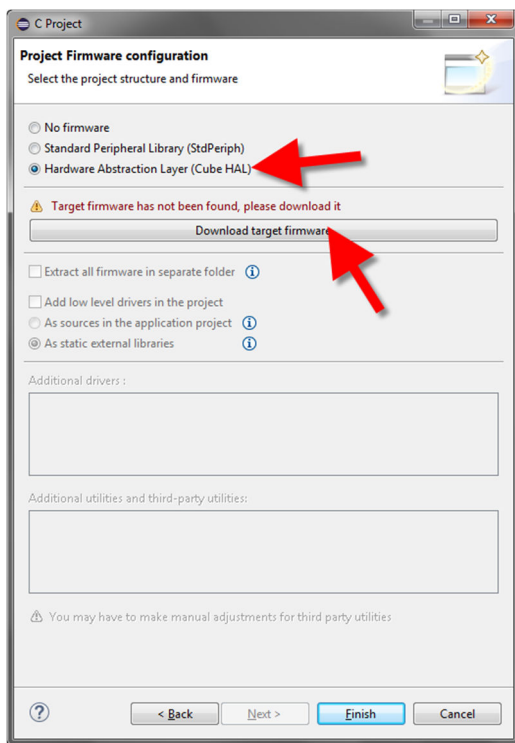 C Project
Project Firmware configuration
Select the project structure and firmware
No firmware
Standard Peripheral Library (StdPeriph)
Hardware Abstraction Layer (Cube HAL)
Target firmware has not been found, please download it
Download target firmware
Extract all firmware in separate folder
Add low level drivers in the project
As sources in the application project
As static external libraries
Additional drivers :
Additional utilities and third-party utilities:
You may have to make manual adjustments for third party utilities
< Back Next > Finish Cancel